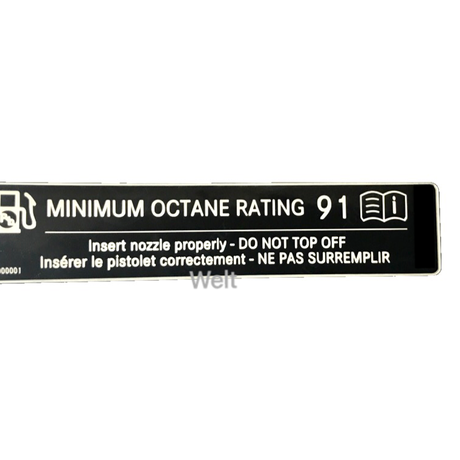 MINIMUM OCTANE RATING 91
Insert nozzle properly - DO NOT TOP OFF
Insérer le pistolet correctement - NE PAS SURREMPLIR
Welt